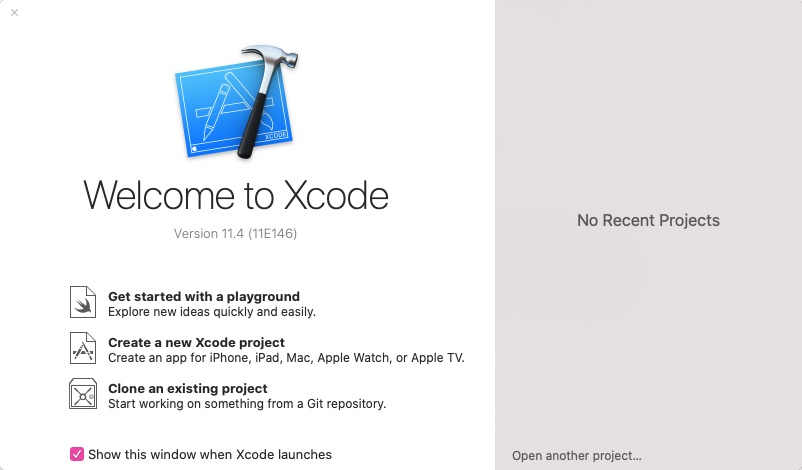 XCODE
Welcome to Xcode
Version 11.4 (11E146)
Get started with a playground
Explore new ideas quickly and easily.
Create a new Xcode project
Create an app for iPhone, iPad, Mac, Apple Watch, or Apple TV.
Clone an existing project
Start working on something from a Git repository.
Show this window when Xcode launches
No Recent Projects
Open another project...